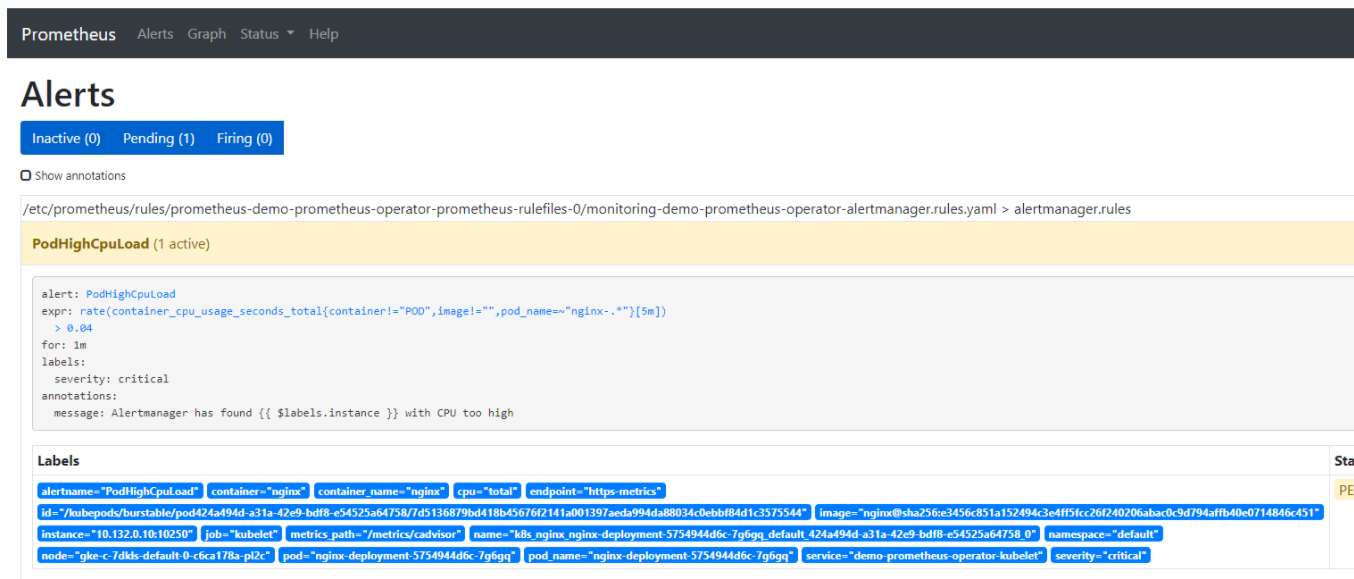 Prometheus Alerts Graph Status Help
Alerts
Inactive (0) Pending (1) Firing (0)
Show annotations
/etc/prometheus/rules/prometheus-demo-prometheus-operator-prometheus-rulefiles-0/monitoring-demo-prometheus-operator-alertmanager.rules.yaml > alertmanager.rules
PodHighCpuLoad (1 active)
alert: PodHighCpuLoad
expr: rate(container_cpu_usage_seconds_total{container!="POD",image!="",pod_name=~"nginx-.*"}[5m])
> 0.04
for: 1m
labels:
severity: critical
annotations:
message: Alertmanager has found {{ $labels.instance }} with CPU too high
Labels Sta
alertname="PodHighCpuLoad" container="nginx" container_name="nginx" cpu="total" endpoint="https-metrics" PE
id="/kubepods/burstable/pod424a494d-a31a-42e9-bdf8-e54525a64758/7d5136879bd418b45676f2141a001397aeda994da88034c0ebbf84d1c3575544" image="nginx@sha256:e3456c851a152494c3e4ff5fcc26f240206abac0c9d794affb40e0714846c451"
instance="10.132.0.10:10250" job="kubelet" metrics_path="/metrics/cadvisor" name="k8s_nginx_nginx-deployment-5754944d6c-7g6gq_default_424a494d-a31a-42e9-bdf8-e54525a64758_0" namespace="default"
node="gke-c-7dkls-default-0-c6ca178a-pl2c" pod="nginx-deployment-5754944d6c-7g6gq" pod_name="nginx-deployment-5754944d6c-7g6gq" service="demo-prometheus-operator-kubelet" severity="critical"